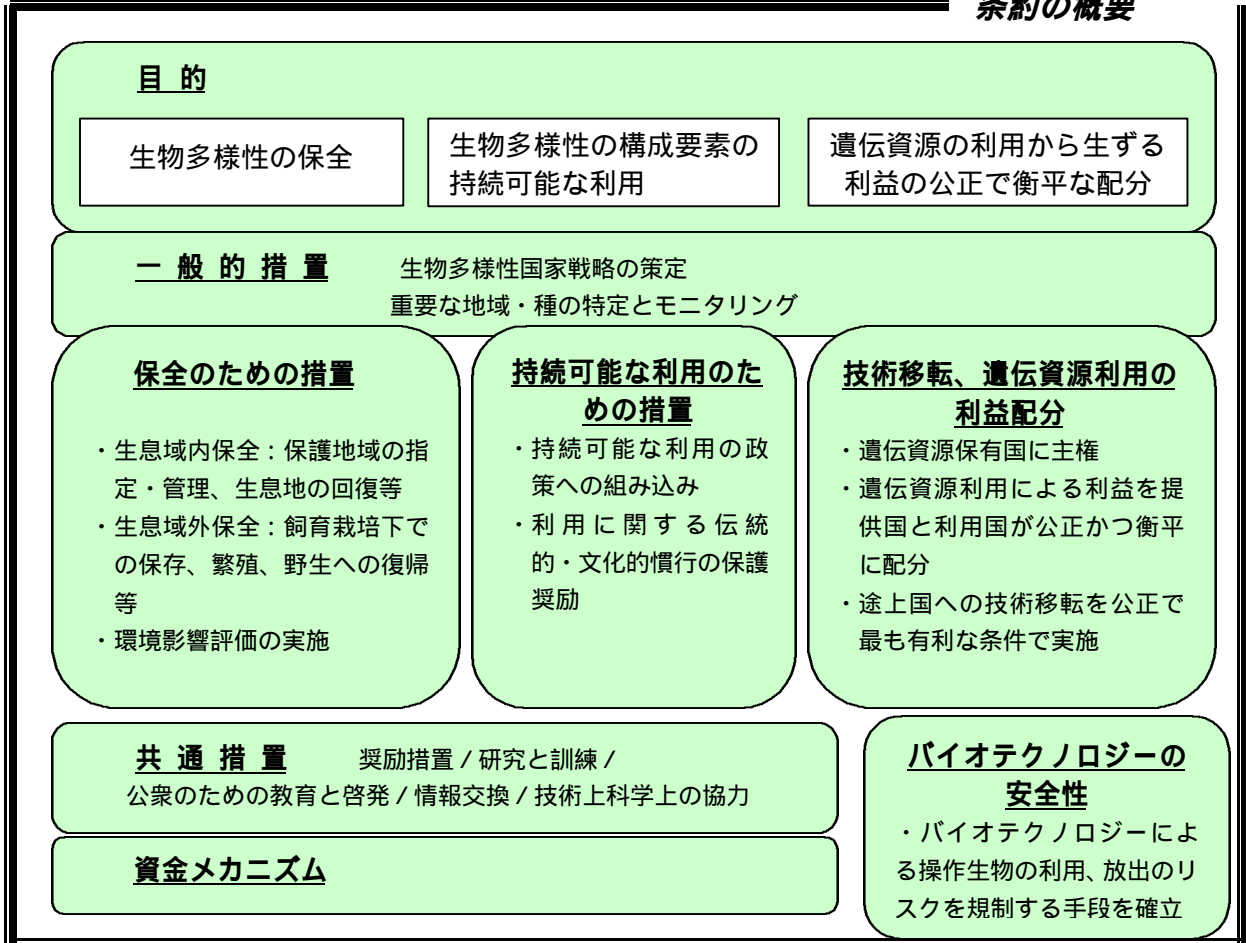 条約の概要
目 的
生物多様性の保全
生物多様性の構成要素の
持続可能な利用
遺伝資源の利用から生ずる
利益の公正で衡平な配分
一 般 的 措 置 生物多様性国家戦略の策定
重要な地域・種の特定とモニタリング
保全のための措置
・生息域内保全：保護地域の指
定・管理、生息地の回復等
・生息域外保全：飼育栽培下で
の保存、繁殖、野生への復帰
等
・環境影響評価の実施
持続可能な利用のた
めの措置
・持続可能な利用の政
策への組み込み
・利用に関する伝統
的・文化的慣行の保護
奨励
技術移転、遺伝資源利用の
利益配分
・遺伝資源保有国に主権
・遺伝資源利用による利益を提
供国と利用国が公正かつ衡平
に配分
・途上国への技術移転を公正で
最も有利な条件で実施
共 通 措 置 奨励措置 / 研究と訓練 /
公衆のための教育と啓発 / 情報交換 / 技術上科学上の協力
資金メカニズム
バイオテクノロジーの
安全性
・バイオテクノロジーによ
る操作生物の利用、放出のリ
スクを規制する手段を確立